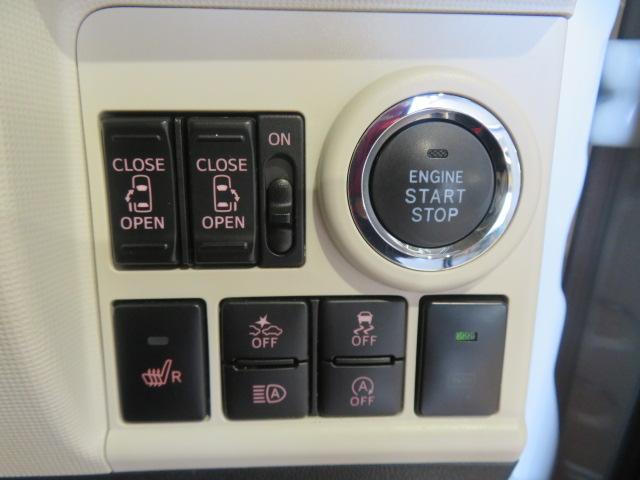 CLOSE
OPEN
CLOSE
OPEN
ON
ENGINE
START
STOP
R
OFF
A
OFF
A
OFF